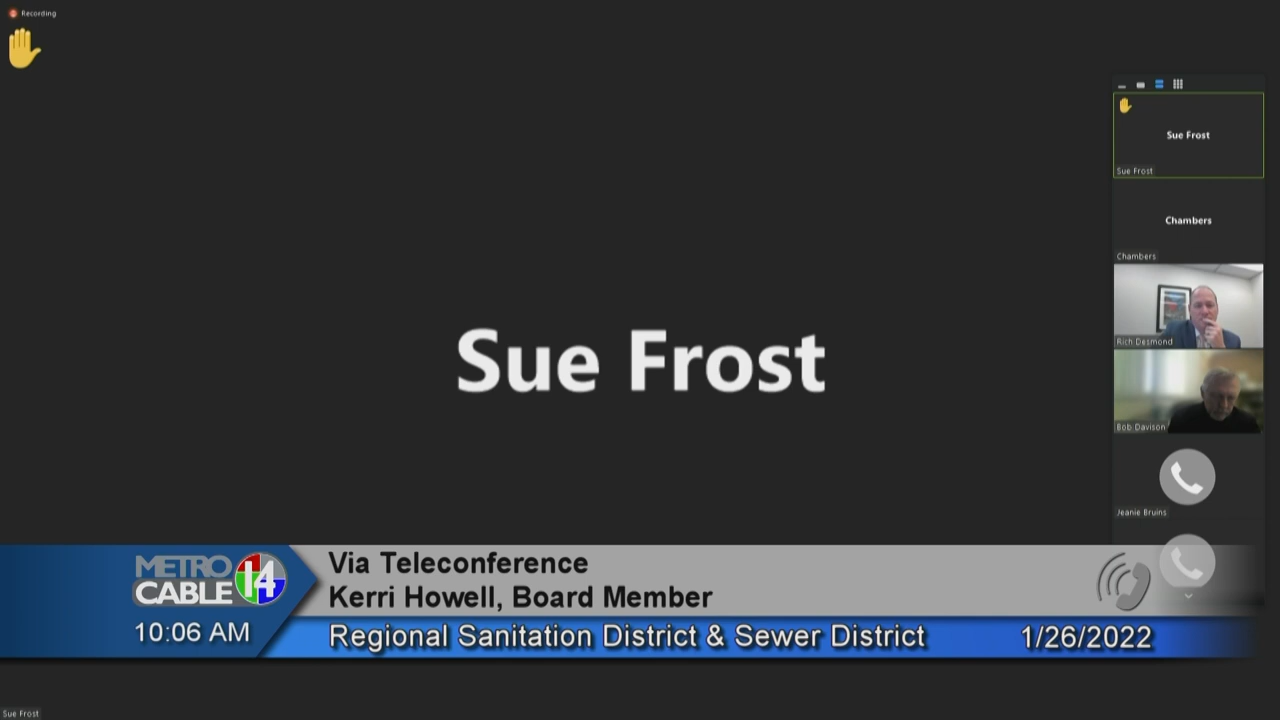 Recording
Sue Frost
Sue Frost
Chambers
Chambers
Rich Desmond
Bob Davison
Jeanie Bruins
Sue Frost
METRO
CABLE 14
10:06 AM
Via Teleconference
Kerri Howell, Board Member
Regional Sanitation District & Sewer District
1/26/2022
Sue Frost